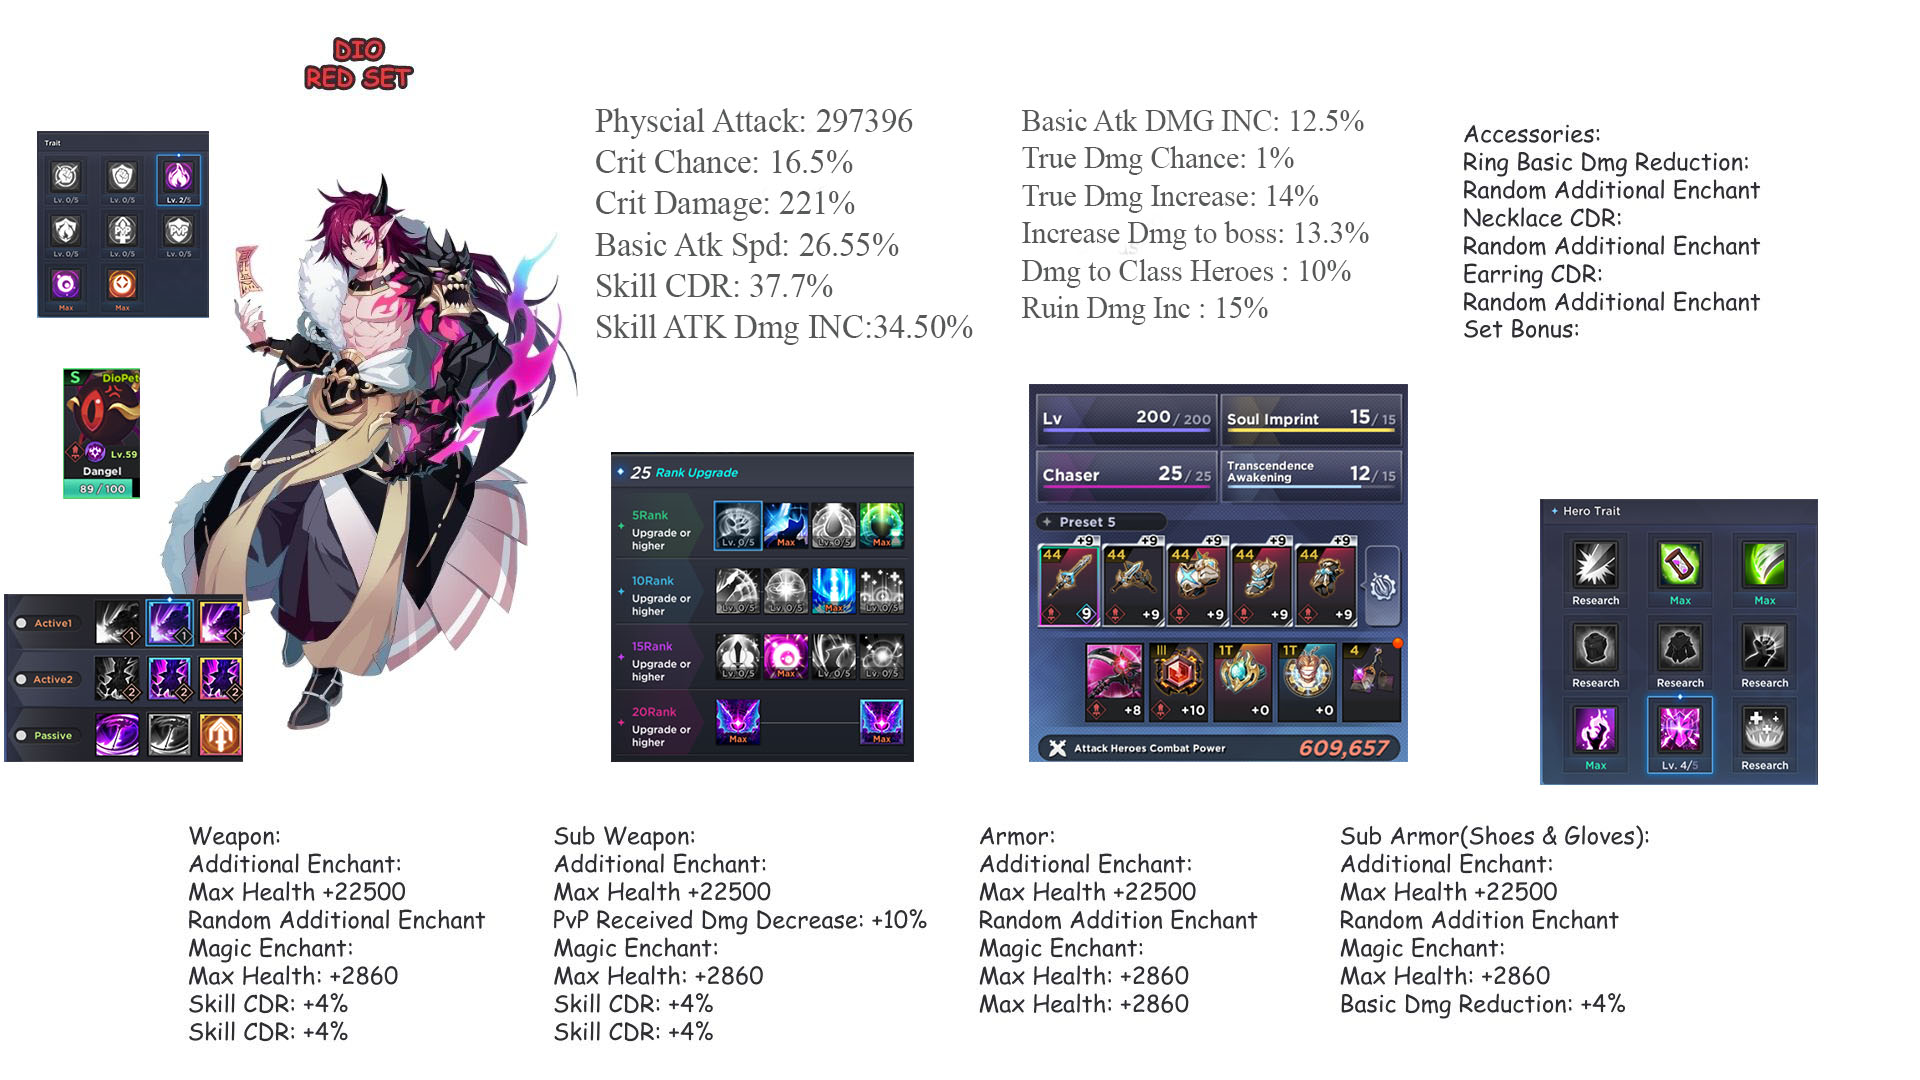 DIO
RED SET
Trait
Lv. 0/5 Lv. 0/5 Lv. 2/5
Lv. 0/5 Lv. 0/5 Lv. 0/5
Max Max
S DioPet
Lv.59
Dangel
89 / 100
Active1 1 1 1
Active2 2 2 2
Passive
Physcial Attack: 297396
Crit Chance: 16.5%
Crit Damage: 221%
Basic Atk Spd: 26.55%
Skill CDR: 37.7%
Skill ATK Dmg INC:34.50%
Basic Atk DMG INC: 12.5%
True Dmg Chance: 1%
True Dmg Increase: 14%
Increase Dmg to boss: 13.3%
Dmg to Class Heroes : 10%
Ruin Dmg Inc : 15%
Accessories:
Ring Basic Dmg Reduction:
Random Additional Enchant
Necklace CDR:
Random Additional Enchant
Earring CDR:
Random Additional Enchant
Set Bonus:
25 Rank Upgrade
5Rank
Upgrade or
higher
Lv. 0/5 Max Lv. 0/5 Max
10Rank
Upgrade or
higher
Lv. 0/5 Lv. 0/5 Max Lv. 0/5
15Rank
Upgrade or
higher
Lv. 0/5 Max Lv. 0/5 Lv. 0/5
20Rank
Upgrade or
higher
Max Max
Lv 200 / 200 Soul Imprint 15 / 15
Chaser 25 / 25 Transcendence
Awakening 12 / 15
Preset 5
+9 +9 +9 +9 +9
44 44 44 44 44
9 +9 +9 +9 +9
III 1T 1T 4
+8 +10 +0 +0
Attack Heroes Combat Power 609,657
Hero Trait
Research Max Max
Research Research Research
Max Lv. 4/5 Research
Weapon:
Additional Enchant:
Max Health +22500
Random Additional Enchant
Magic Enchant:
Max Health: +2860
Skill CDR: +4%
Skill CDR: +4%
Sub Weapon:
Additional Enchant:
Max Health +22500
PvP Received Dmg Decrease: +10%
Magic Enchant:
Max Health: +2860
Skill CDR: +4%
Skill CDR: +4%
Armor:
Additional Enchant:
Max Health +22500
Random Addition Enchant
Magic Enchant:
Max Health: +2860
Max Health: +2860
Sub Armor(Shoes & Gloves):
Additional Enchant:
Max Health +22500
Random Addition Enchant
Magic Enchant:
Max Health: +2860
Basic Dmg Reduction: +4%